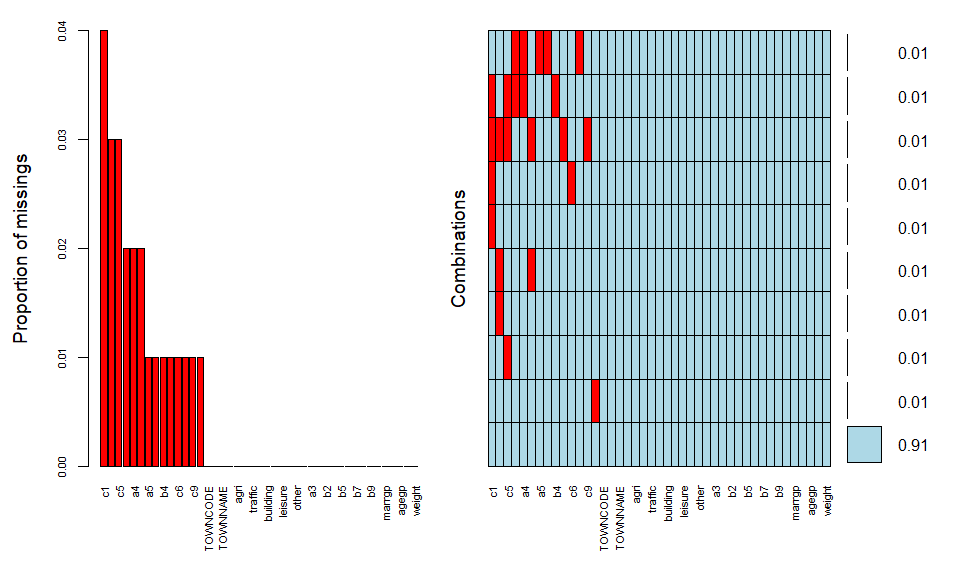 Proportion of missings
0.04
0.03
0.02
0.01
0.00
c1
c5
a4
a5
b4
c6
c9
TOWNCODE
TOWNNAME
agri
traffic
building
leisure
other
a3
b2
b5
b7
b9
marrgp
agegp
weight
Combinations
c1
c5
a4
a5
b4
c6
c9
TOWNCODE
TOWNNAME
agri
traffic
building
leisure
other
a3
b2
b5
b7
b9
marrgp
agegp
weight
0.01
0.01
0.01
0.01
0.01
0.01
0.01
0.01
0.01
0.91